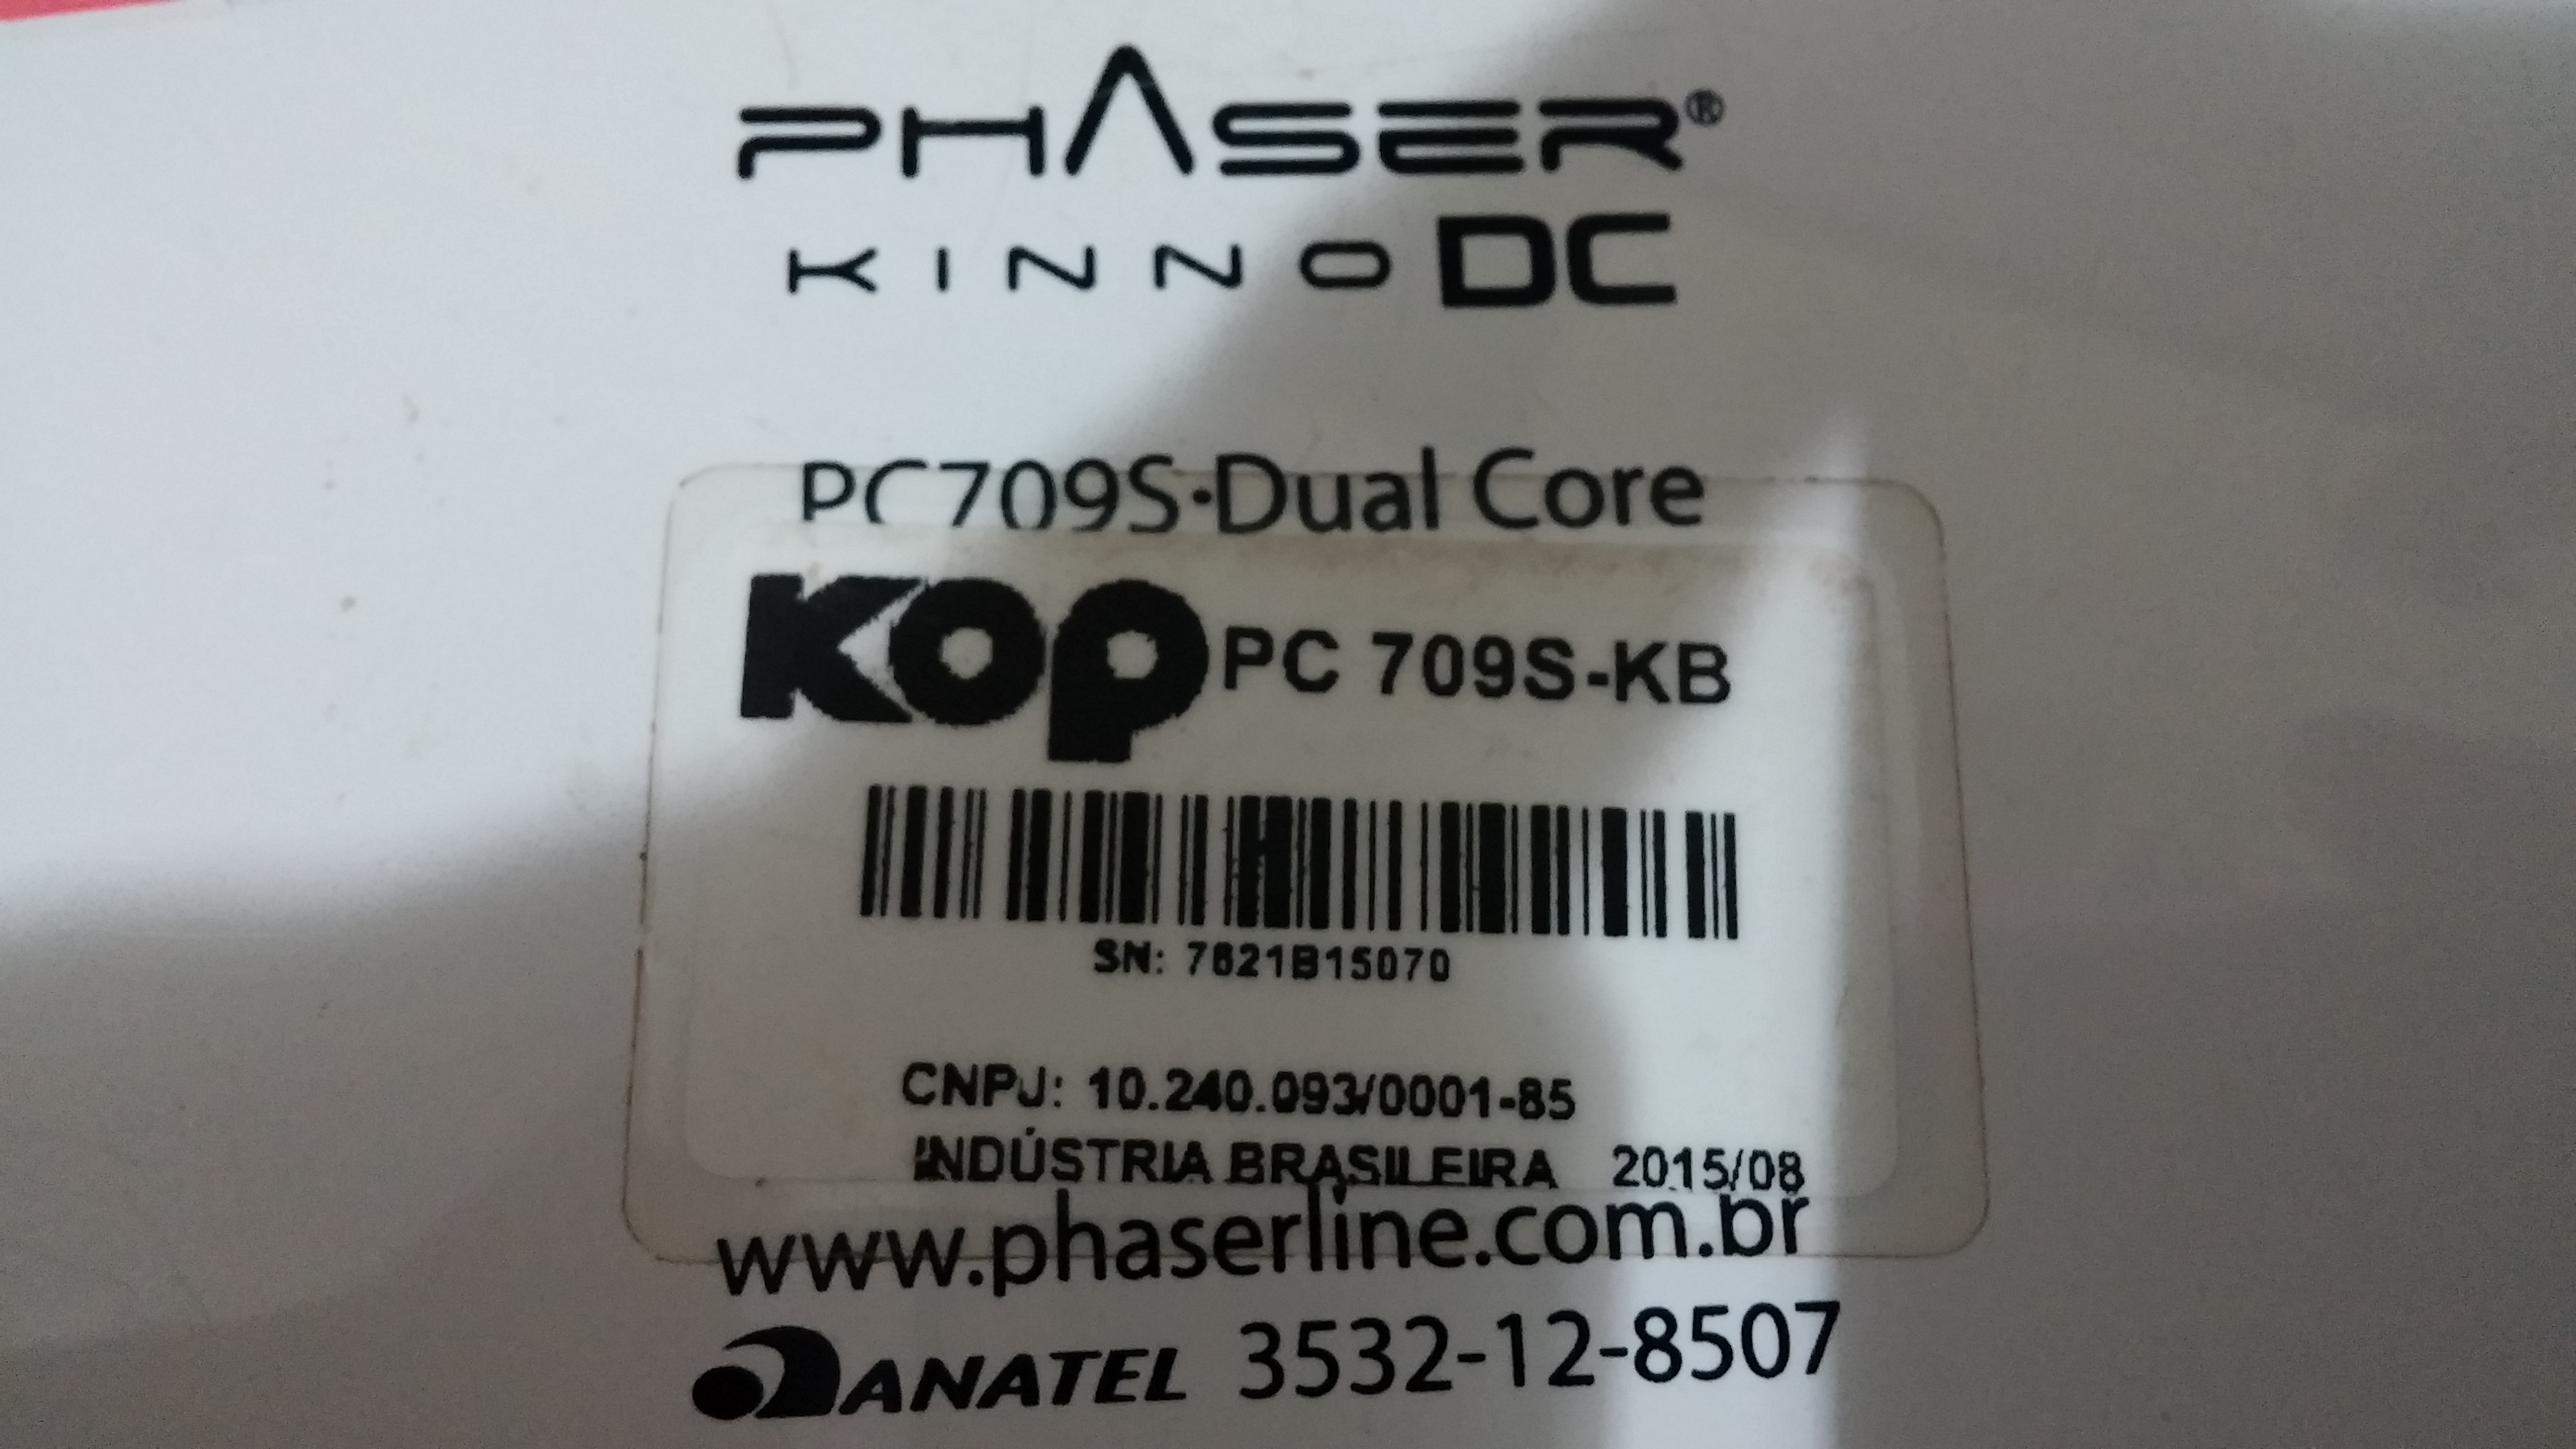 PHASER®
KINNO DC
PC709S·Dual Core
Kop PC 709S-KB
SN: 7621B15070
CNPJ: 10.240.093/0001-85
INDÚSTRIA BRASILEIRA 2015/08
www.phaserline.com.br
ANATEL 3532-12-8507